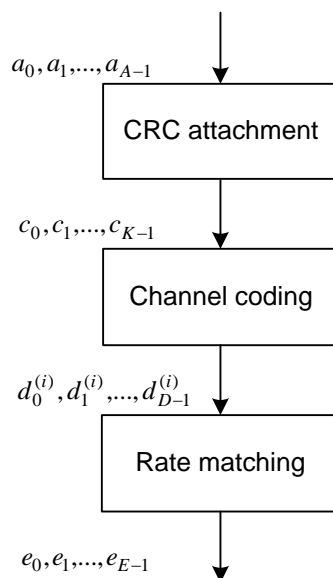 a_0, a_1,..., a_{A−1}
CRC attachment
c_0, c_1,..., c_{K−1}
Channel coding
d_0^{(i)}, d_1^{(i)},..., d_{D−1}^{(i)}
Rate matching
e_0, e_1,..., e_{E−1}